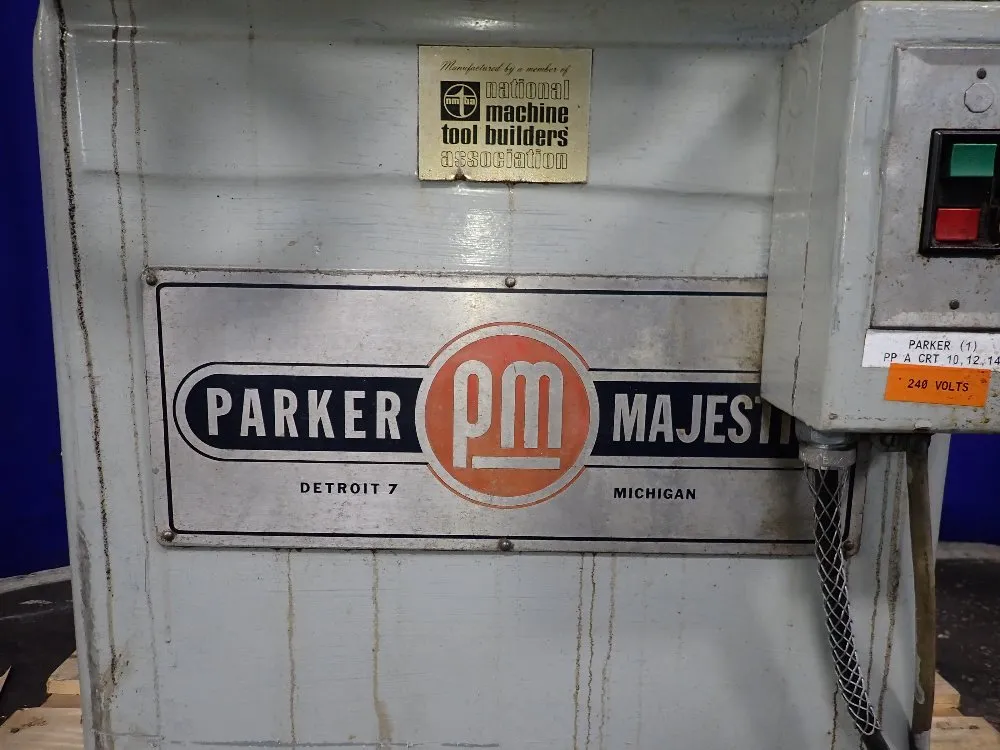 Manufactured by a member of
nmtba
national
machine
tool builders'
association
PARKER pm MAJESTI
DETROIT 7 MICHIGAN
PARKER (1)
PP A CRT 10,12,14
240 VOLTS